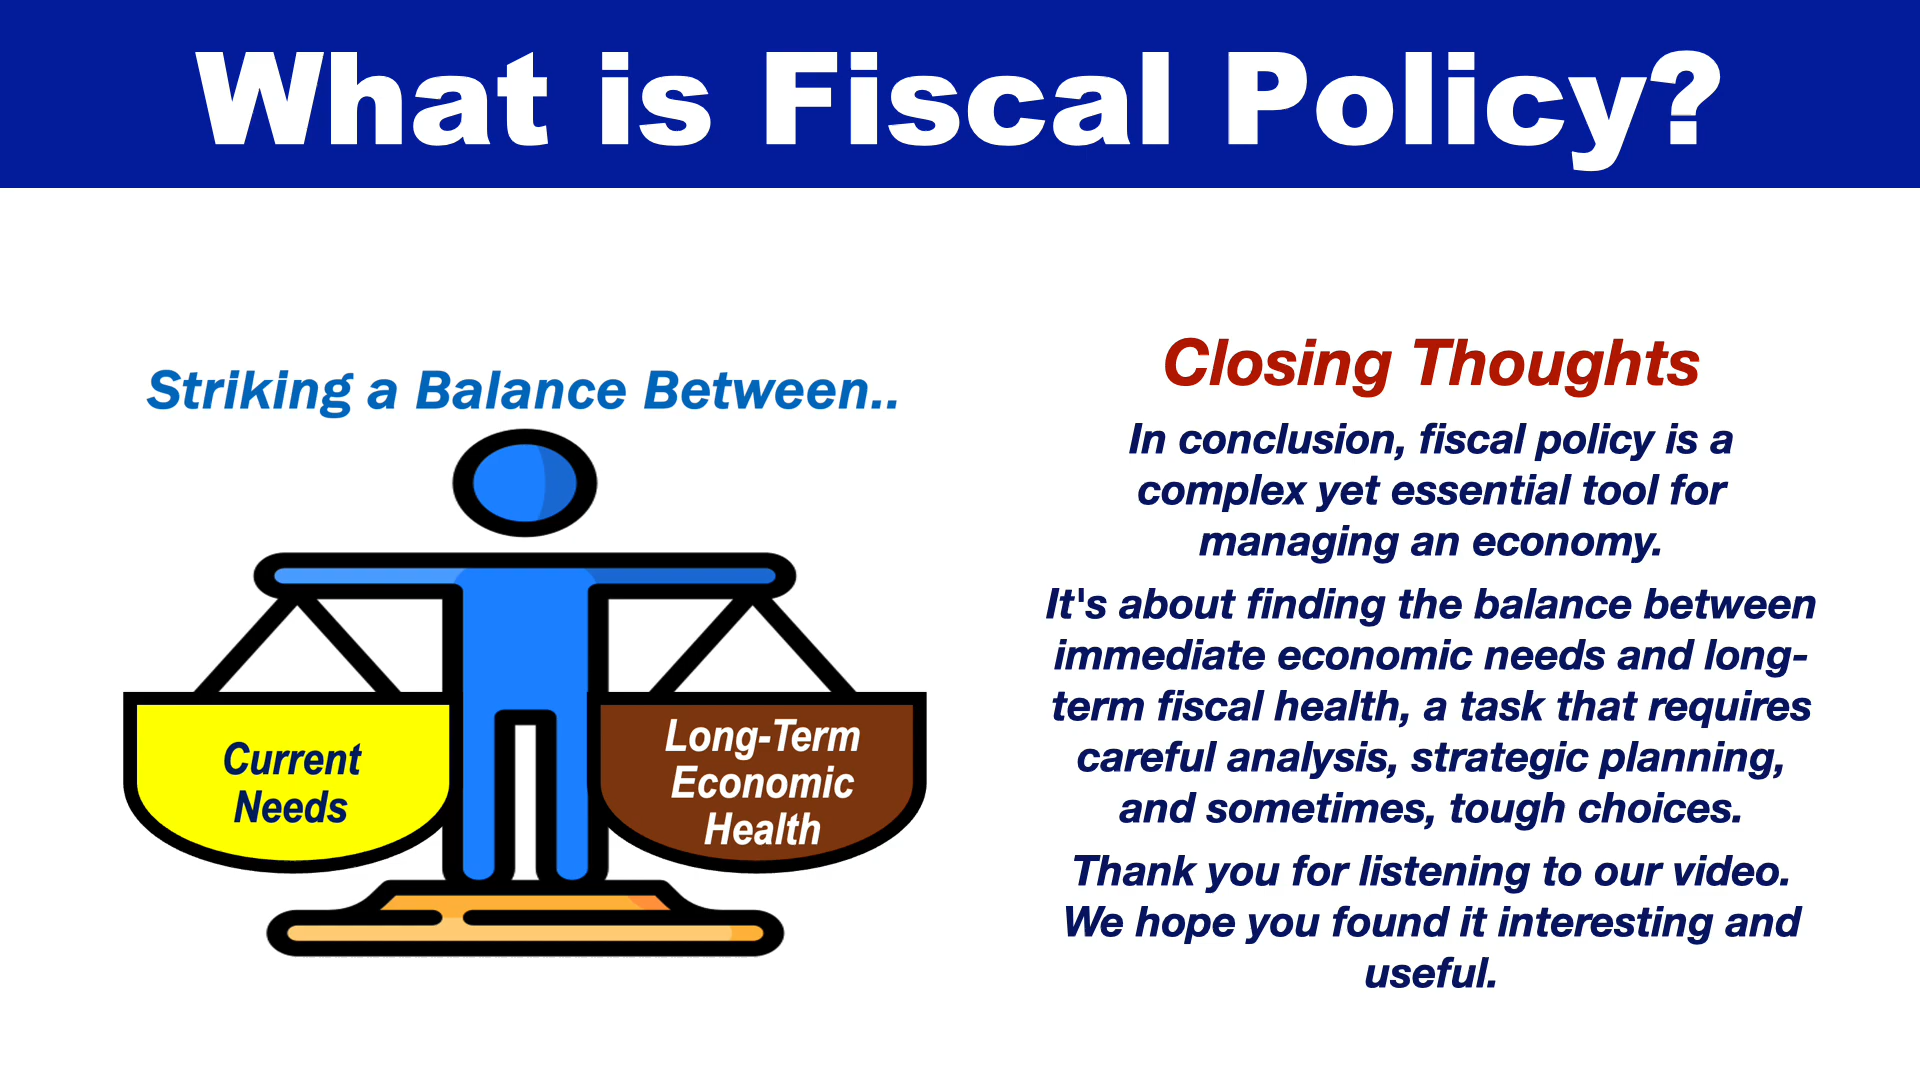 What is Fiscal Policy?
Striking a Balance Between..
Current
Needs
Long-Term
Economic
Health
Closing Thoughts
In conclusion, fiscal policy is a
complex yet essential tool for
managing an economy.
It's about finding the balance between
immediate economic needs and long-
term fiscal health, a task that requires
careful analysis, strategic planning,
and sometimes, tough choices.
Thank you for listening to our video.
We hope you found it interesting and
useful.